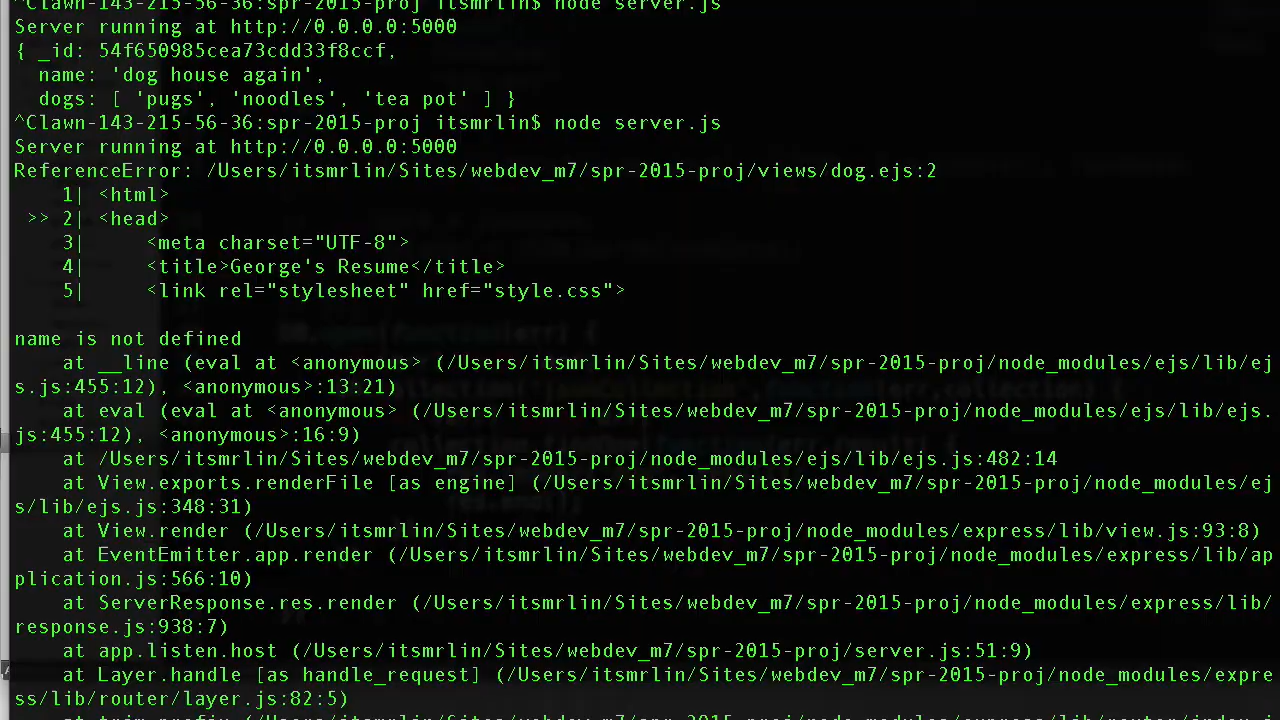 ^Clawn-143-215-56-36:spr-2015-proj itsmrlin$ node server.js
Server running at http://0.0.0.0:5000
{ _id: 54f650985cea73cdd33f8ccf,
  name: 'dog house again',
  dogs: [ 'pugs', 'noodles', 'tea pot' ] }
^Clawn-143-215-56-36:spr-2015-proj itsmrlin$ node server.js
Server running at http://0.0.0.0:5000
ReferenceError: /Users/itsmrlin/Sites/webdev_m7/spr-2015-proj/views/dog.ejs:2
    1| <html>
 >> 2| <head>
    3|     <meta charset="UTF-8">
    4|     <title>George's Resume</title>
    5|     <link rel="stylesheet" href="style.css">
name is not defined
    at __line (eval at <anonymous> (/Users/itsmrlin/Sites/webdev_m7/spr-2015-proj/node_modules/ejs/lib/ej
s.js:455:12), <anonymous>:13:21)
    at eval (eval at <anonymous> (/Users/itsmrlin/Sites/webdev_m7/spr-2015-proj/node_modules/ejs/lib/ejs.
js:455:12), <anonymous>:16:9)
    at /Users/itsmrlin/Sites/webdev_m7/spr-2015-proj/node_modules/ejs/lib/ejs.js:482:14
    at View.exports.renderFile [as engine] (/Users/itsmrlin/Sites/webdev_m7/spr-2015-proj/node_modules/ej
s/lib/ejs.js:348:31)
    at View.render (/Users/itsmrlin/Sites/webdev_m7/spr-2015-proj/node_modules/express/lib/view.js:93:8)
    at EventEmitter.app.render (/Users/itsmrlin/Sites/webdev_m7/spr-2015-proj/node_modules/express/lib/ap
plication.js:566:10)
    at ServerResponse.res.render (/Users/itsmrlin/Sites/webdev_m7/spr-2015-proj/node_modules/express/lib/
response.js:938:7)
    at app.listen.host (/Users/itsmrlin/Sites/webdev_m7/spr-2015-proj/server.js:51:9)
    at Layer.handle [as handle_request] (/Users/itsmrlin/Sites/webdev_m7/spr-2015-proj/node_modules/expre
ss/lib/router/layer.js:82:5)